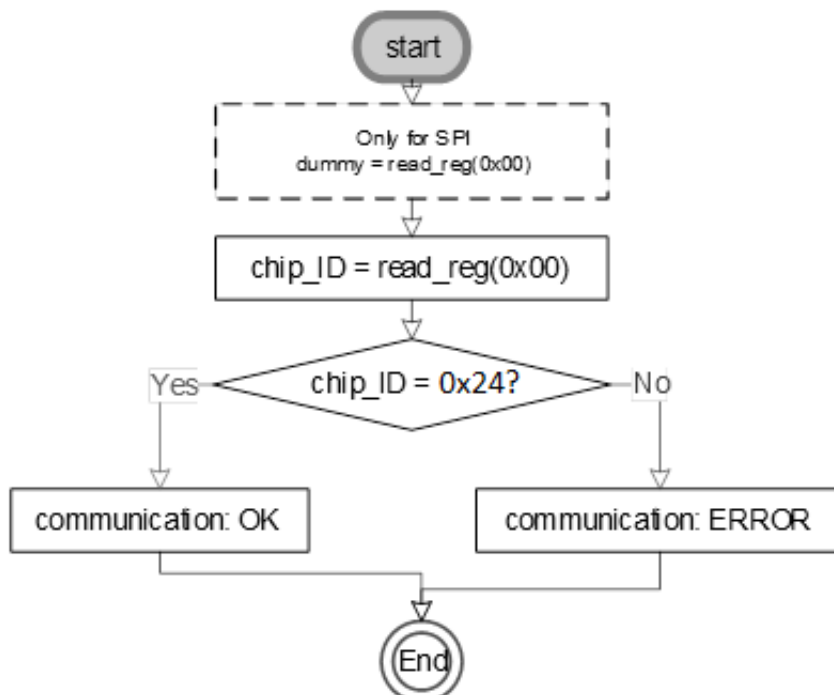 start
Only for SPI
dummy = read_reg(0x00)
chip_ID = read_reg(0x00)
chip_ID = 0x24?
Yes
No
communication: OK
communication: ERROR
End